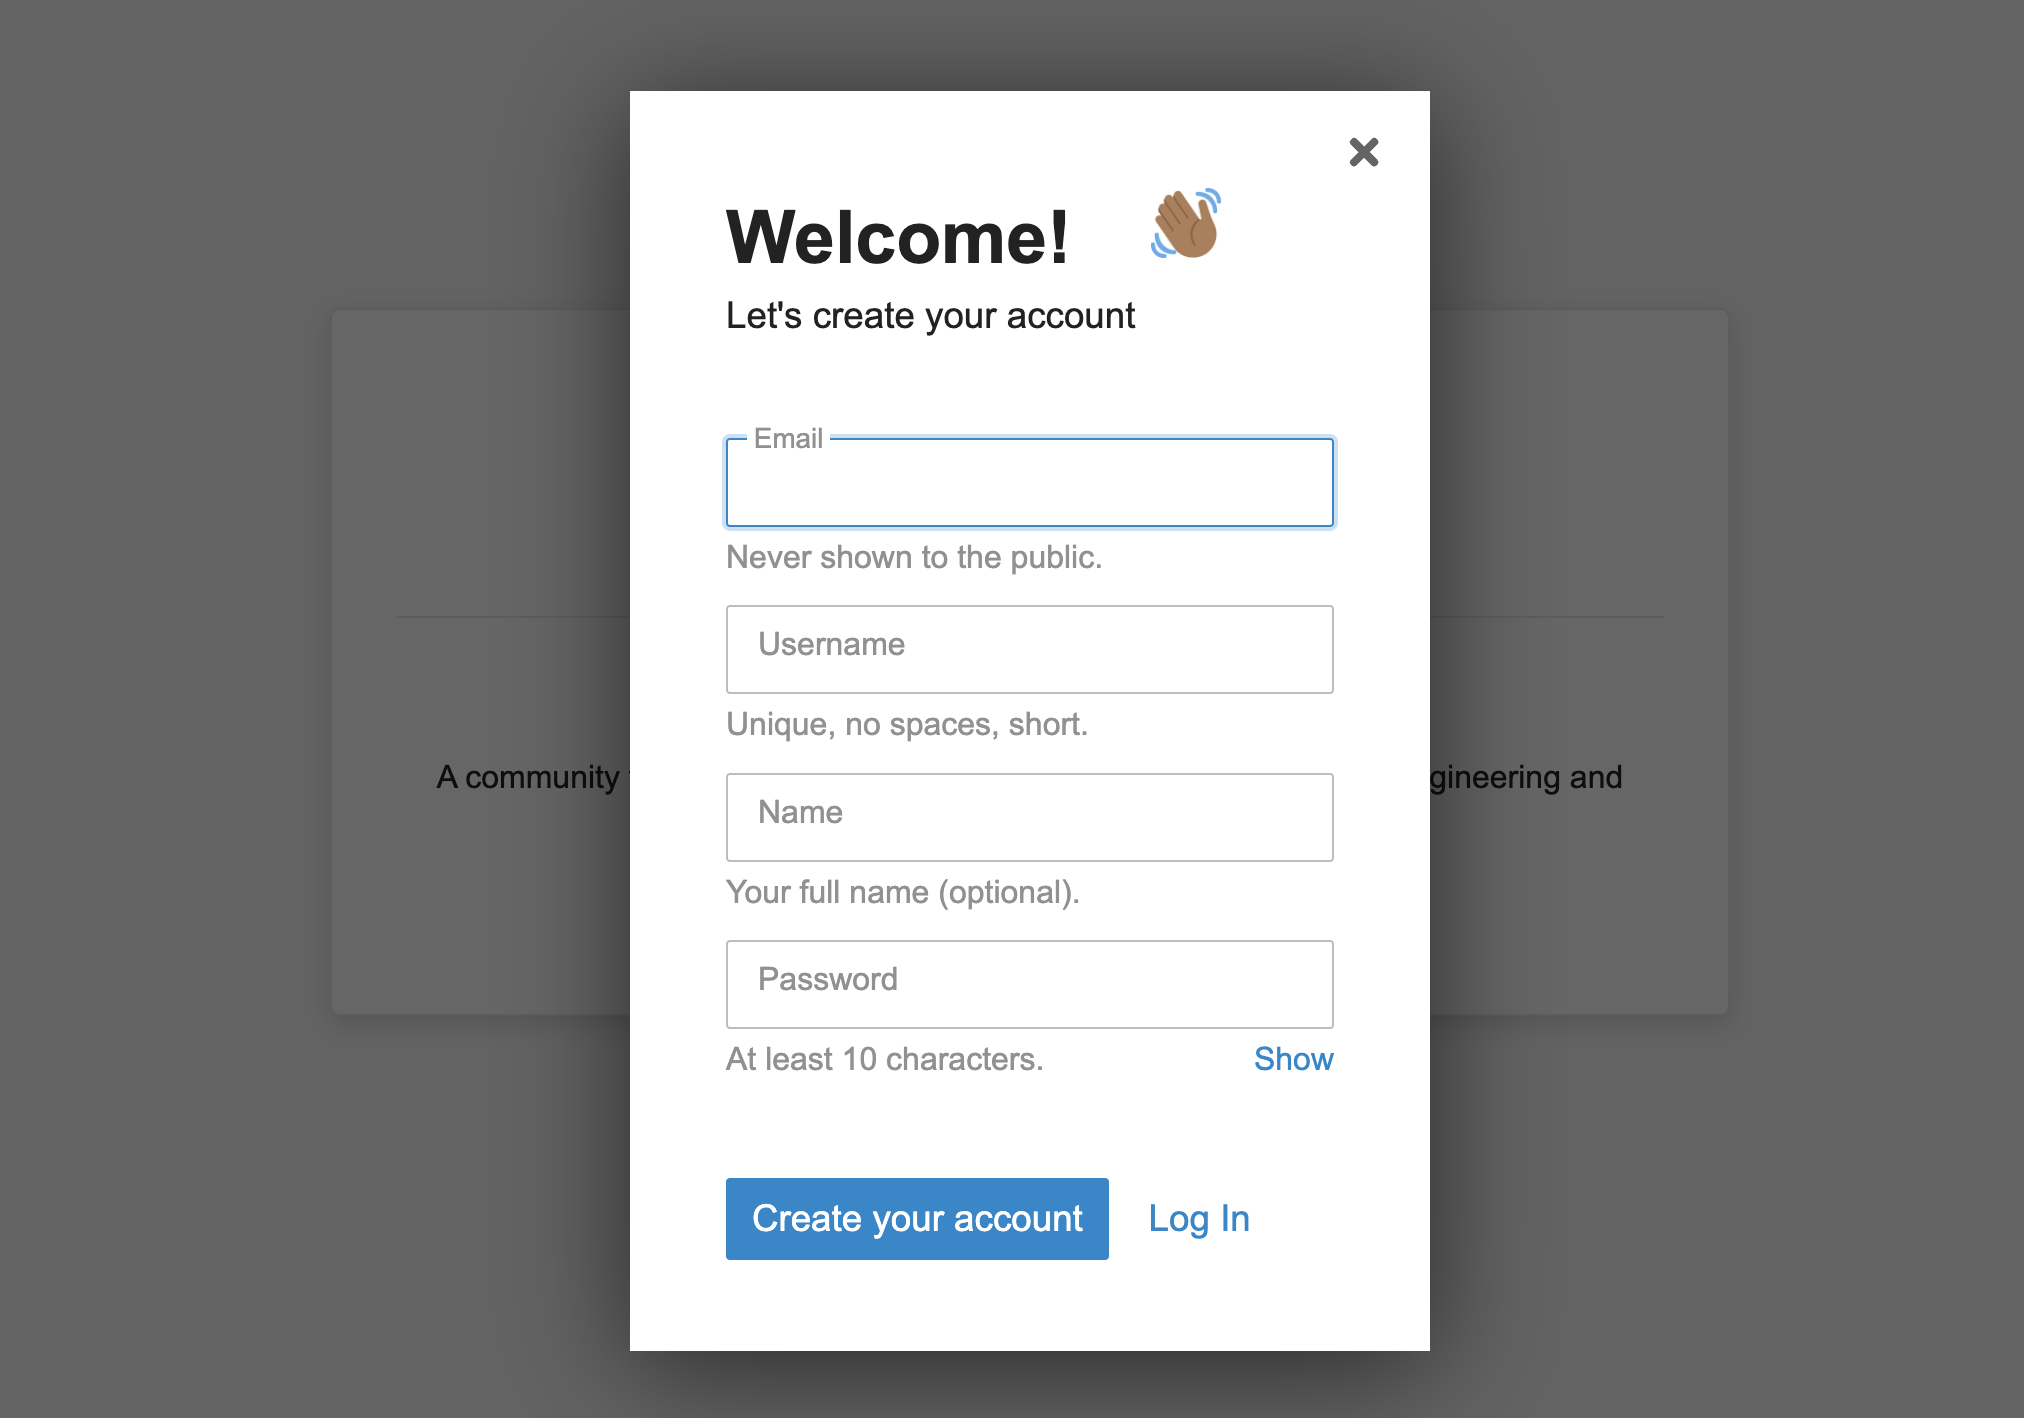 Welcome!
Let's create your account
Email
Never shown to the public.
Username
Unique, no spaces, short.
Name
Your full name (optional).
Password
At least 10 characters. Show
Create your account Log In
A community
gineering and